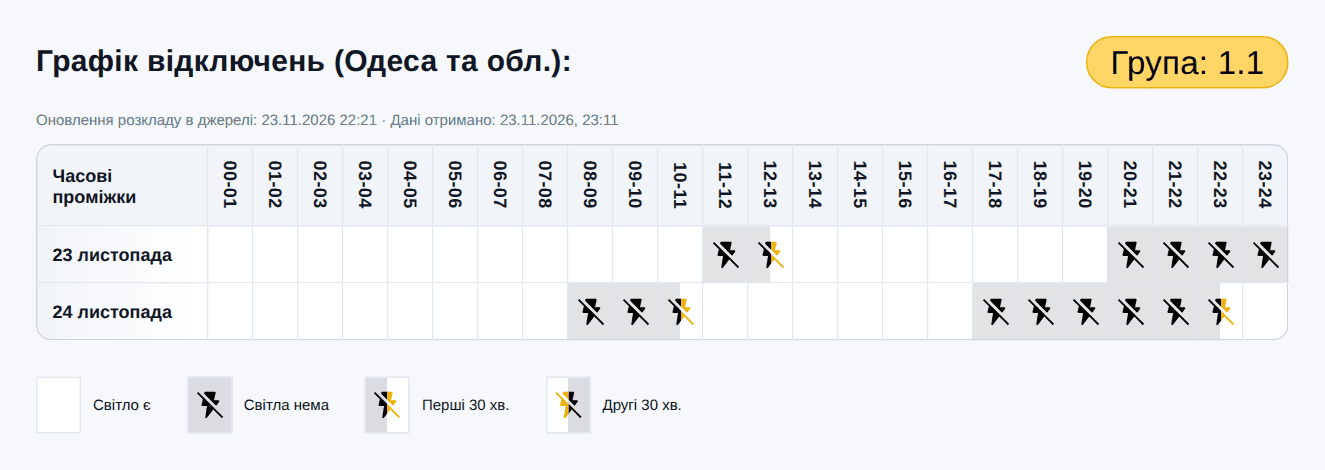 Графік відключень (Одеса та обл.):
Група: 1.1
Оновлення розкладу в джерелі: 23.11.2026 22:21 · Дані отримано: 23.11.2026, 23:11
Часові
проміжки
00-01
01-02
02-03
03-04
04-05
05-06
06-07
07-08
08-09
09-10
10-11
11-12
12-13
13-14
14-15
15-16
16-17
17-18
18-19
19-20
20-21
21-22
22-23
23-24
23 листопада
24 листопада
Світло є
Світла нема
Перші 30 хв.
Другі 30 хв.